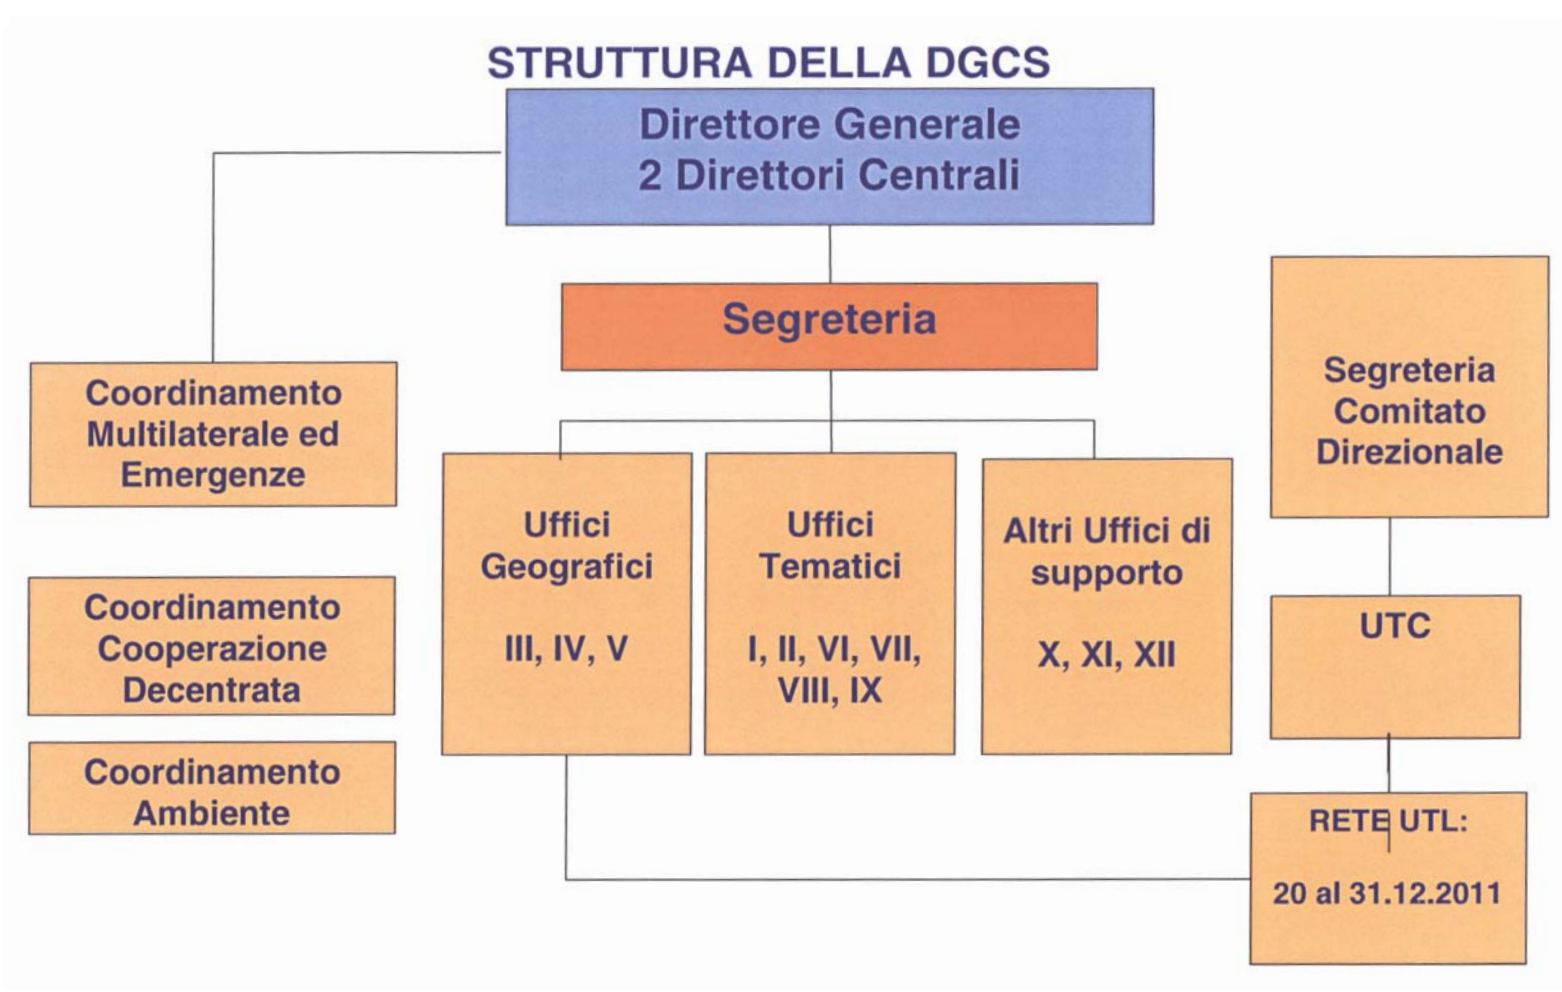 STRUTTURA DELLA DGCS
Direttore Generale
2 Direttori Centrali
Segreteria
Coordinamento
Multilaterale ed
Emergenze
Coordinamento
Cooperazione
Decentrata
Coordinamento
Ambiente
Uffici
Geografici
III, IV, V
Uffici
Tematici
I, II, VI, VII,
VIII, IX
Altri Uffici di
supporto
X, XI, XII
Segreteria
Comitato
Direzionale
UTC
RETE UTL:
20 al 31.12.2011